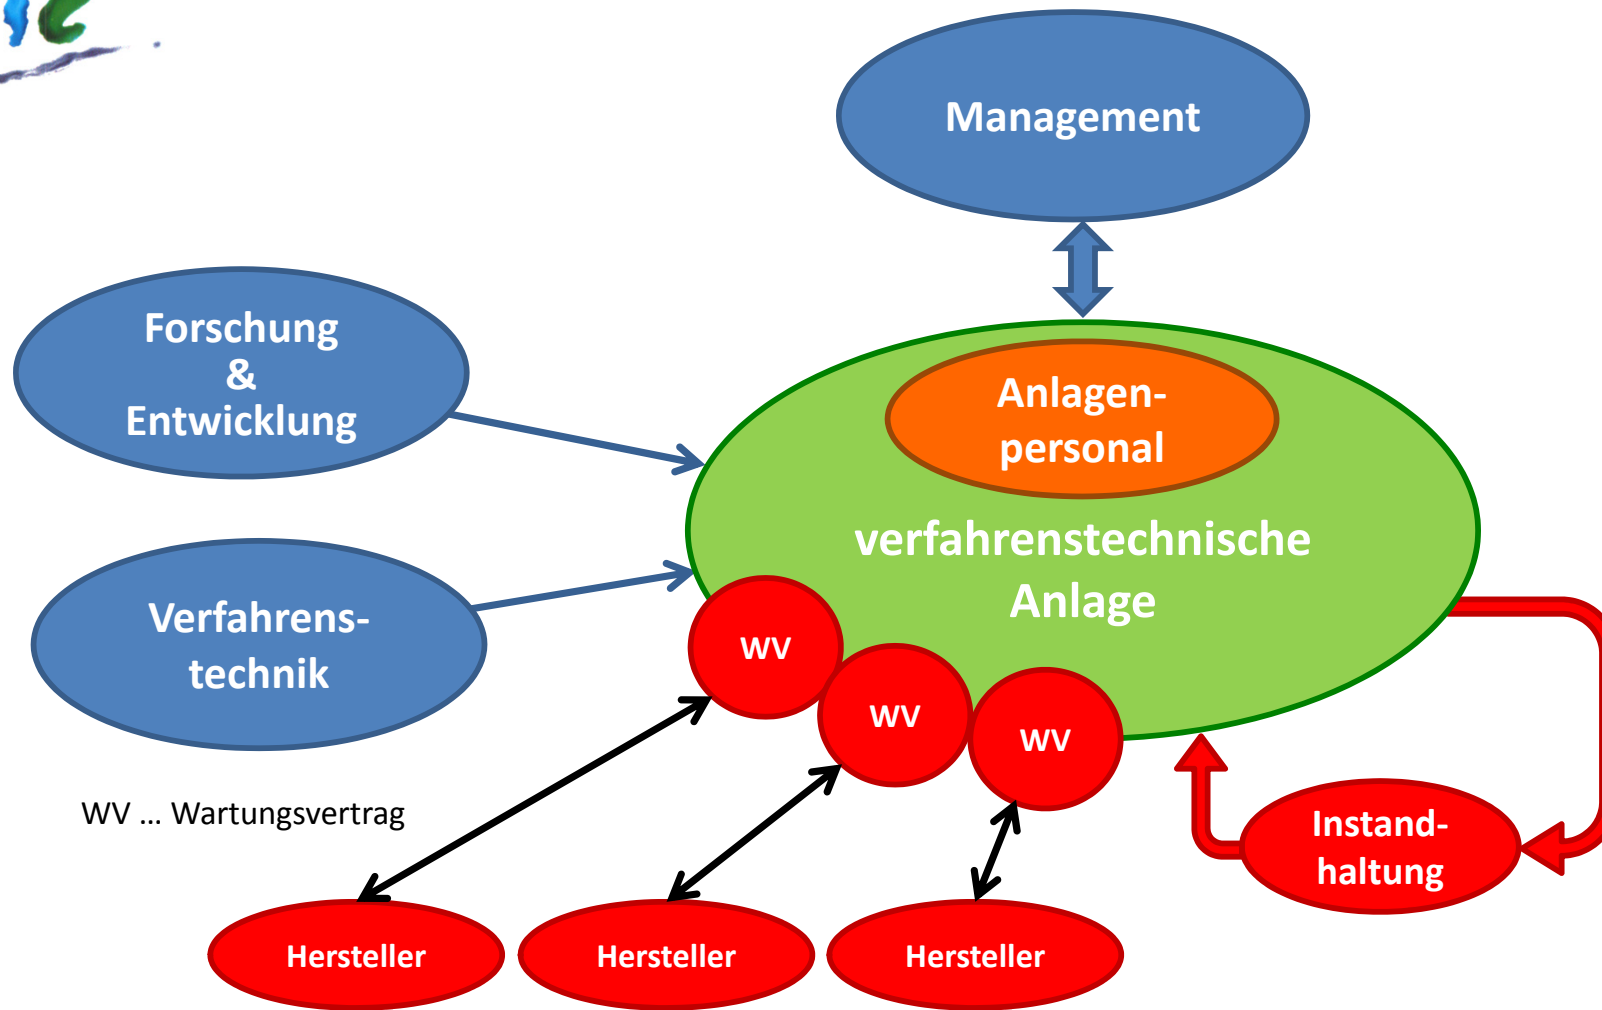 Management
Forschung
&
Entwicklung
Anlagen-
personal
verfahrenstechnische
Anlage
Verfahrens-
technik
WV
WV
WV
WV ... Wartungsvertrag
Instand-
haltung
Hersteller
Hersteller
Hersteller